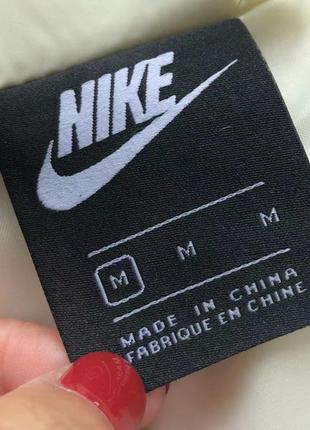 NIKE
M M M
MADE IN CHINA
FABRIQUE EN CHINE